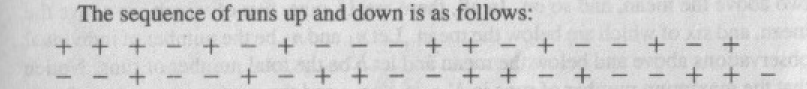 The sequence of runs up and down is as follows:
+ + + − + − + − − − + + − + − − − + − +
− − + − − + − + + − − + + − + − − + + −